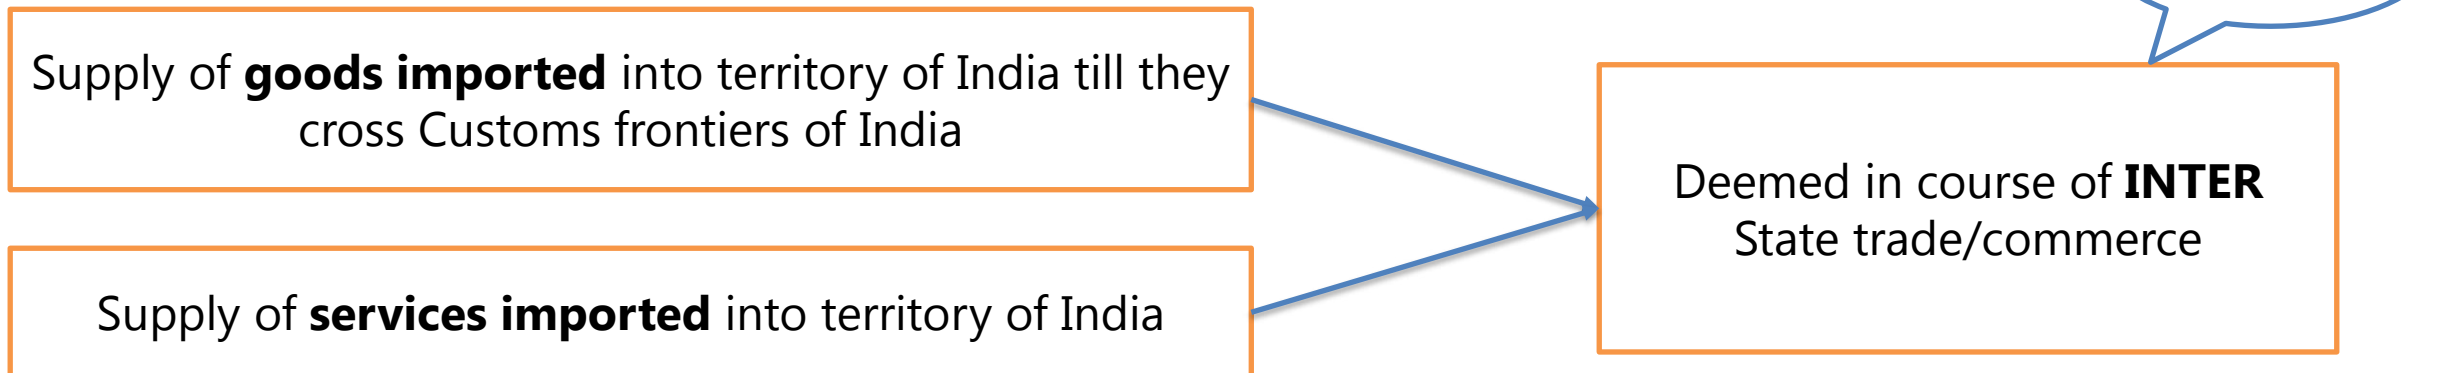 Supply of goods imported into territory of India till they
cross Customs frontiers of India
Deemed in course of INTER
State trade/commerce
Supply of services imported into territory of India